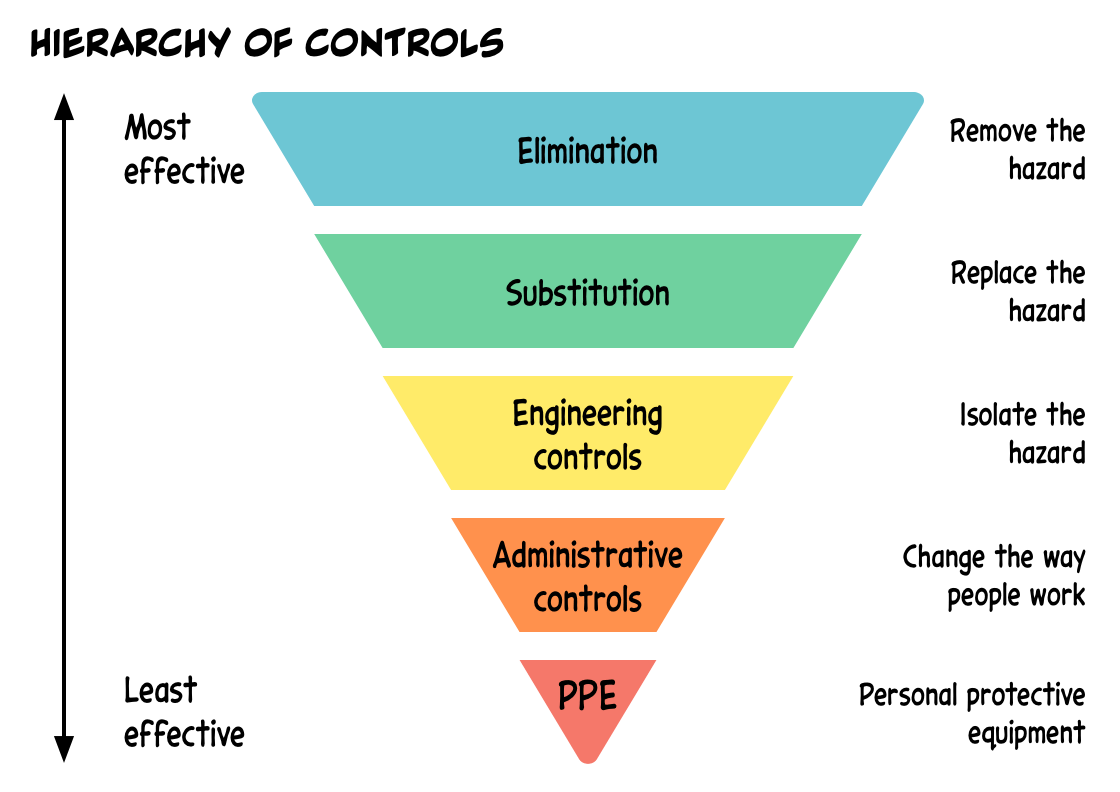 HIERARCHY OF CONTROLS
Most
effective
Elimination
Remove the
hazard
Substitution
Replace the
hazard
Engineering
controls
Isolate the
hazard
Administrative
controls
Change the way
people work
Least
effective
PPE
Personal protective
equipment